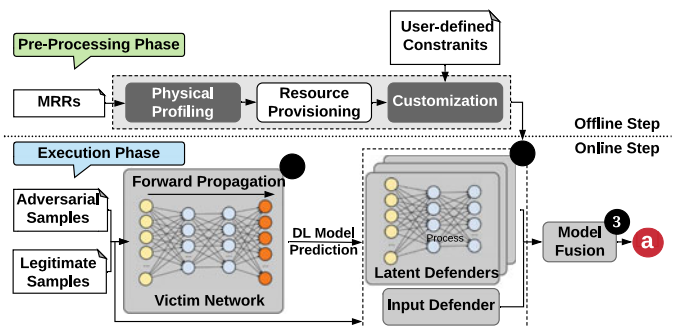 Pre-Processing Phase
User-defined
Constranits
MRRs
Physical
Profiling
Resource
Provisioning
Customization
Offline Step
Online Step
Execution Phase
Adversarial
Samples
Legitimate
Samples
Forward Propagation
Victim Network
DL Model
Prediction
Process
Latent Defenders
Input Defender
Model
Fusion
3
a